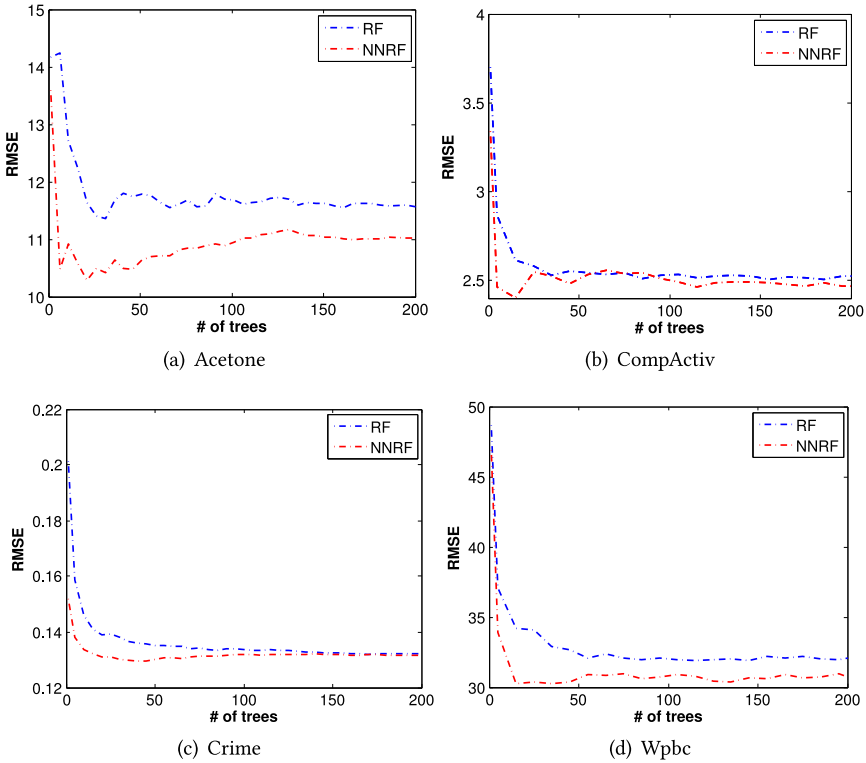 15
14
13
12
11
10
RMSE
RF
NNRF
0 50 100 150 200
# of trees
(a) Acetone
4
3.5
3
2.5
RMSE
RF
NNRF
0 50 100 150 200
# of trees
(b) CompActiv
0.22
0.2
0.18
0.16
0.14
0.12
RMSE
RF
NNRF
0 50 100 150 200
# of trees
(c) Crime
50
45
40
35
30
RMSE
RF
NNRF
0 50 100 150 200
# of trees
(d) Wpbc